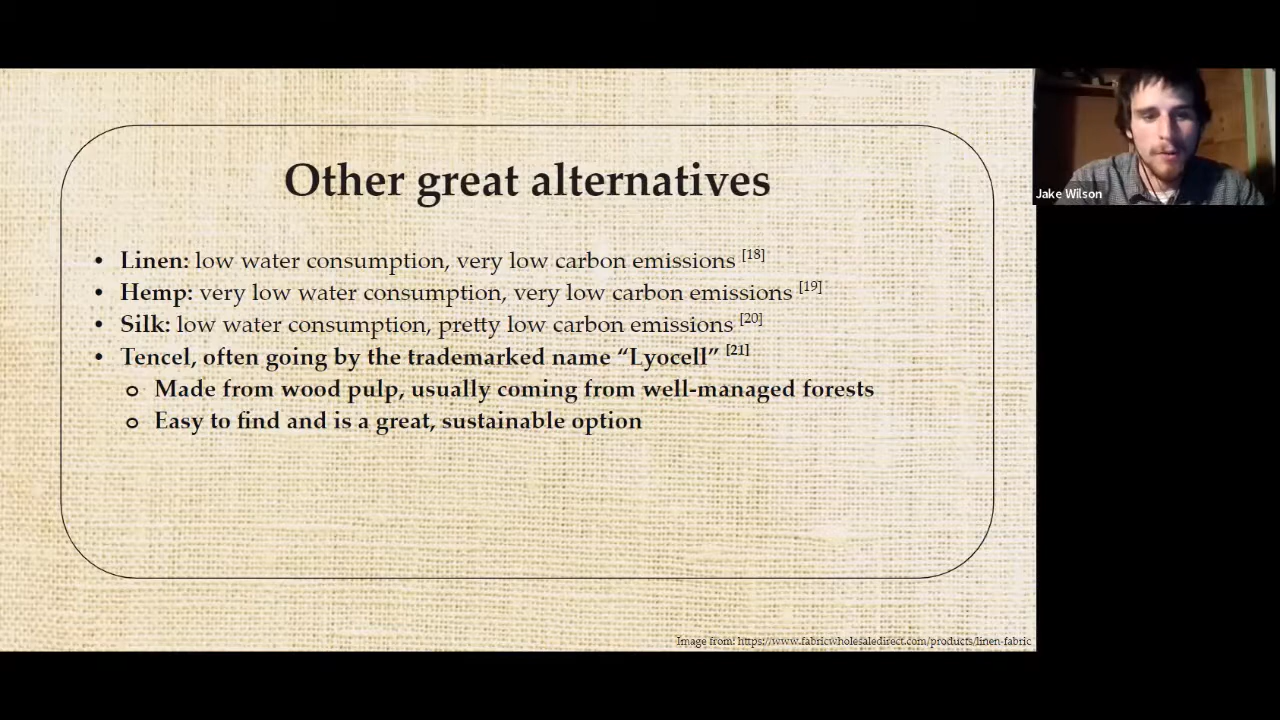 Other great alternatives
• Linen: low water consumption, very low carbon emissions [18]
• Hemp: very low water consumption, very low carbon emissions [19]
• Silk: low water consumption, pretty low carbon emissions [20]
• Tencel, often going by the trademarked name “Lyocell” [21]
o Made from wood pulp, usually coming from well-managed forests
o Easy to find and is a great, sustainable option
Image from: https://www.fabricwholesaledirect.com/products/linen-fabric
Jake Wilson